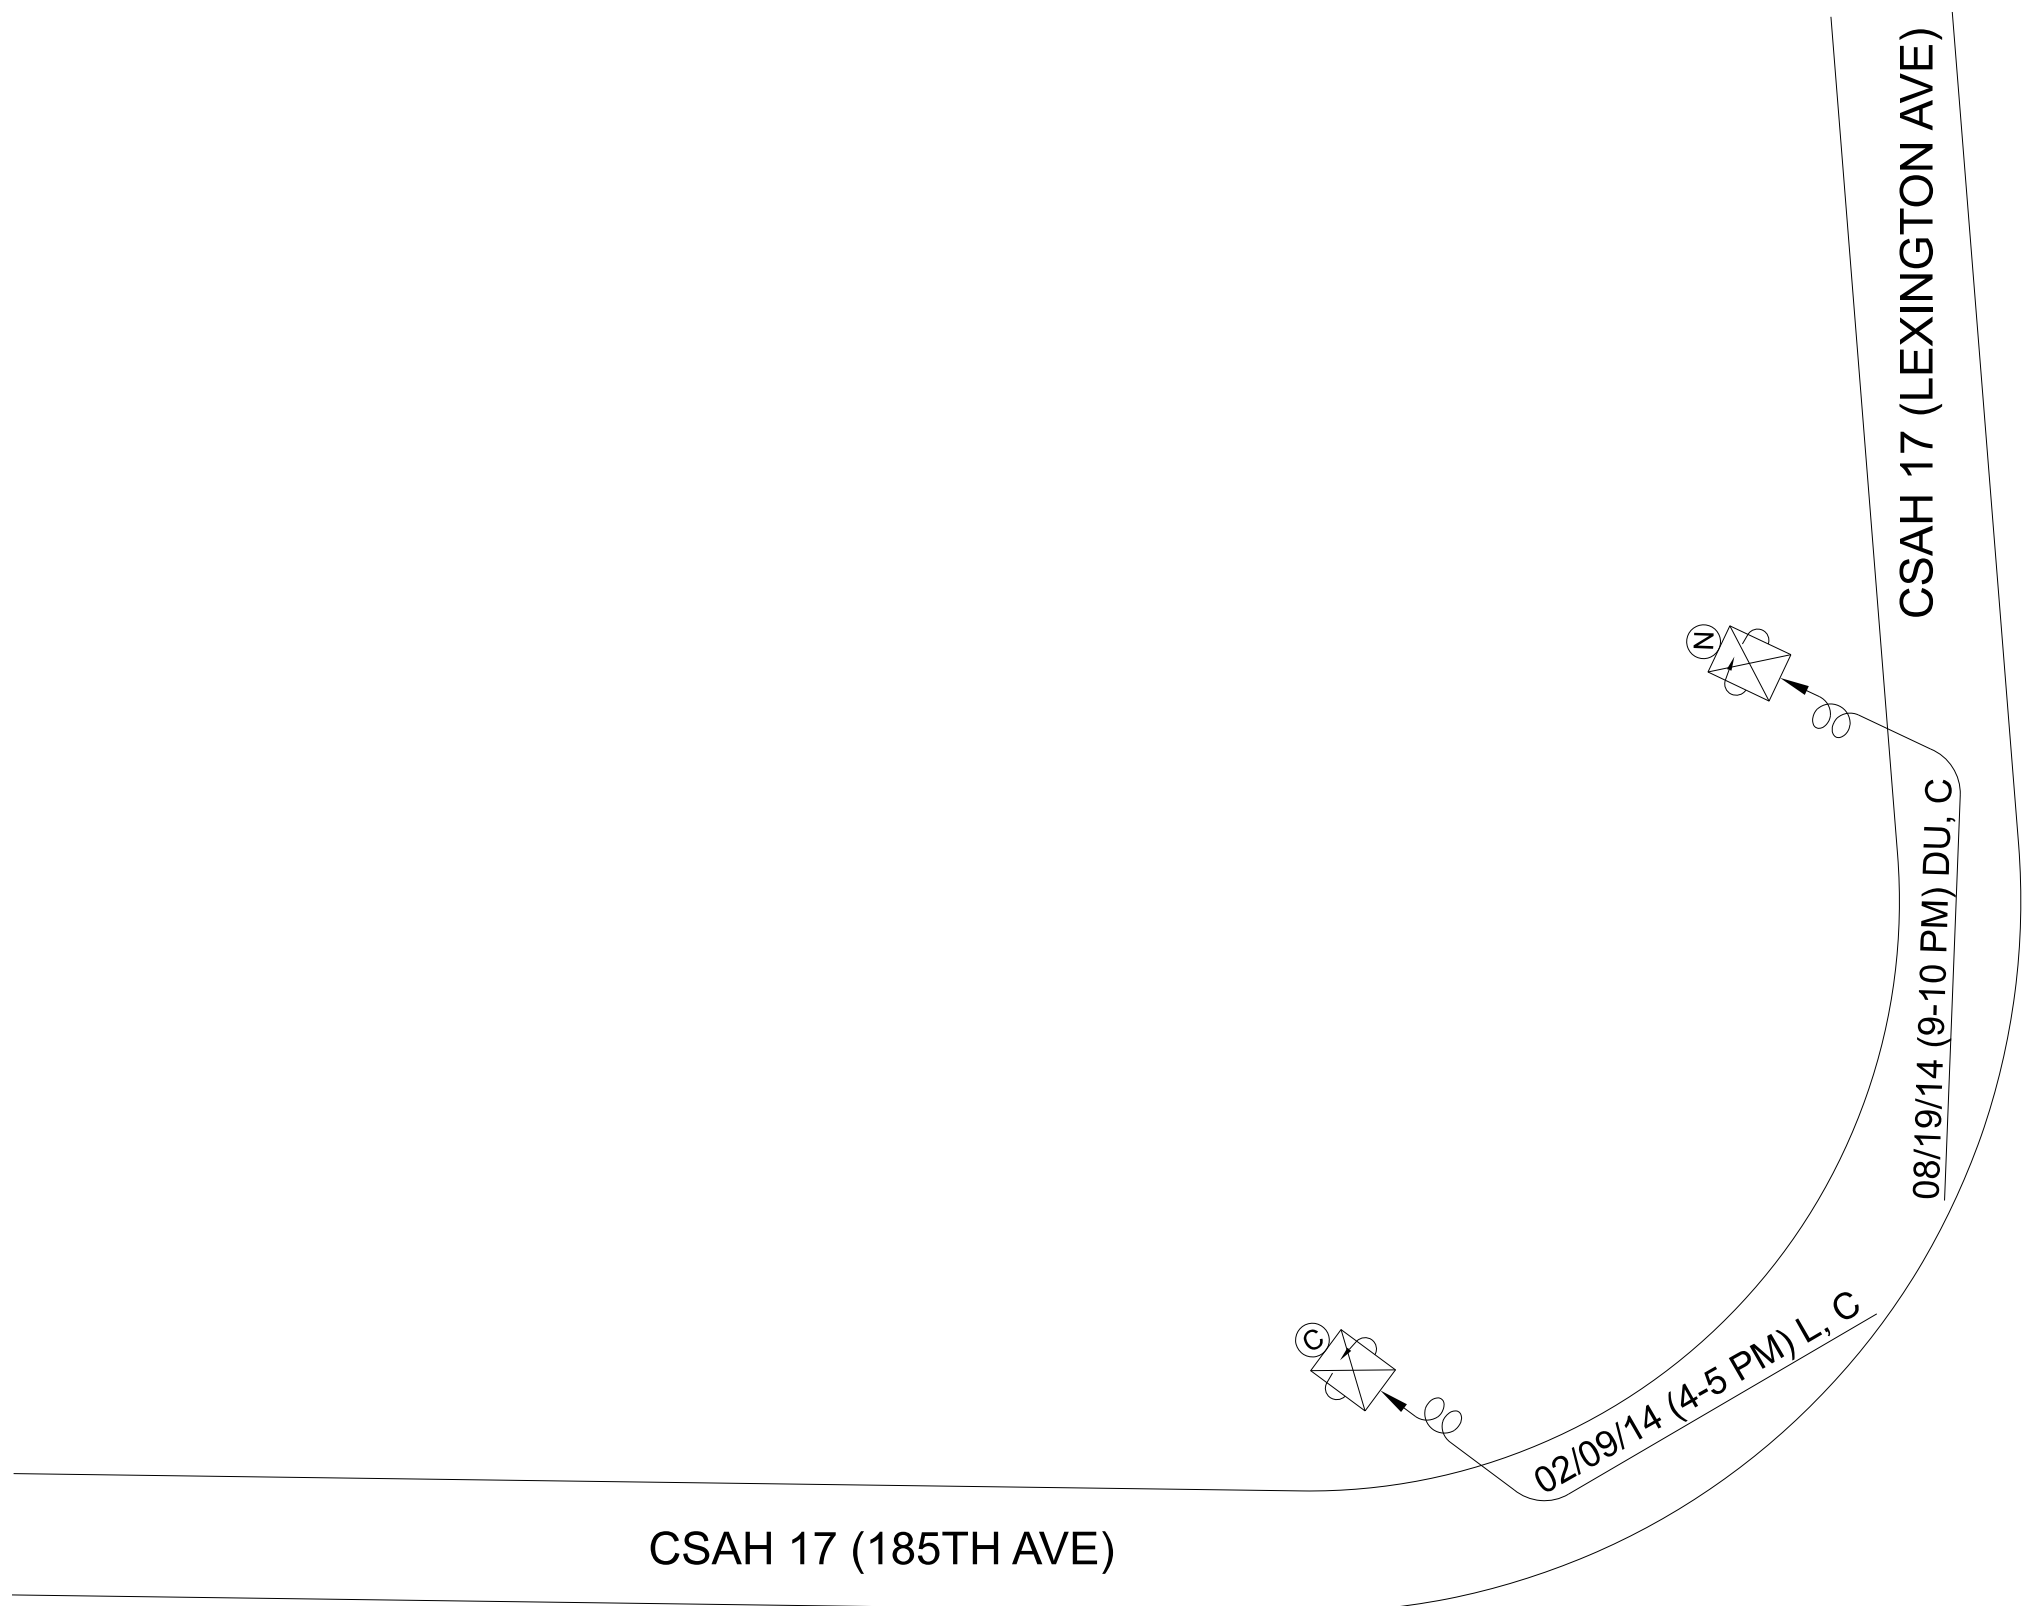 CSAH 17 (LEXINGTON AVE)
N
08/19/14 (9-10 PM) DU, C
C
02/09/14 (4-5 PM) L, C
CSAH 17 (185TH AVE)